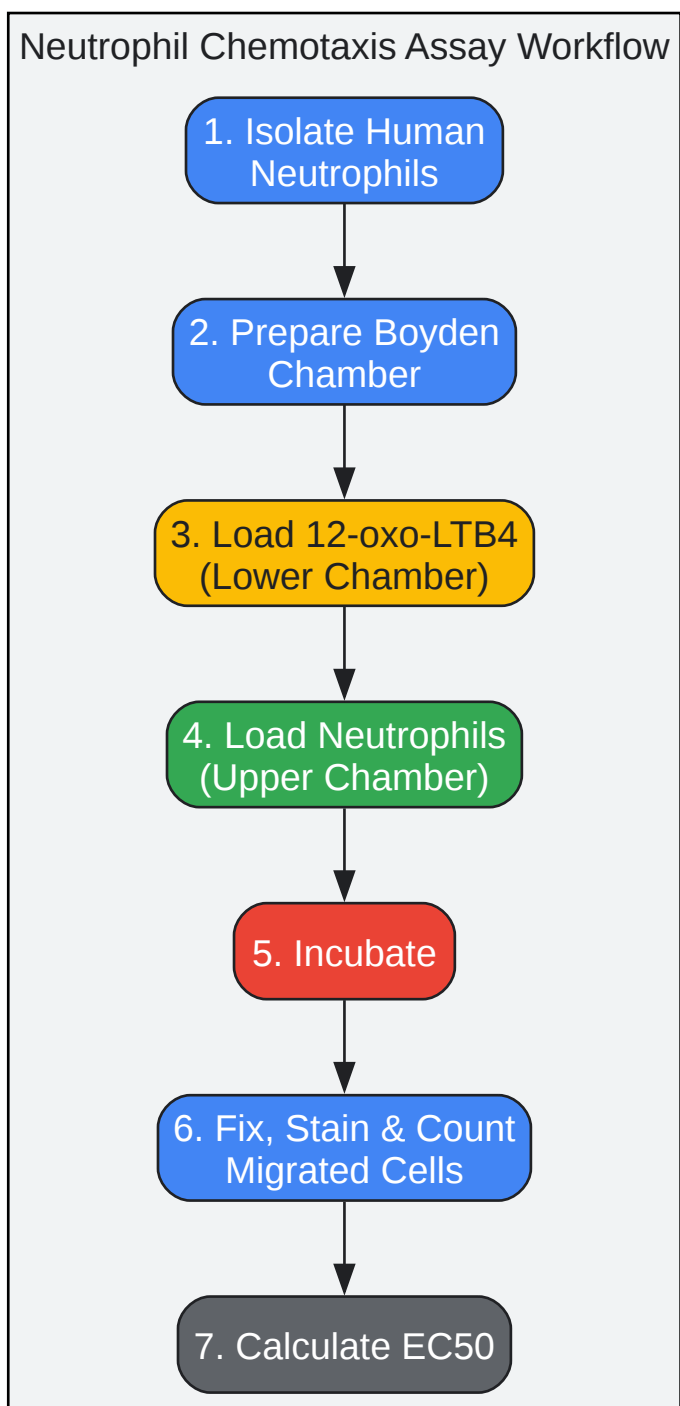 Neutrophil Chemotaxis Assay Workflow
1. Isolate Human
Neutrophils
2. Prepare Boyden
Chamber
3. Load 12-oxo-LTB4
(Lower Chamber)
4. Load Neutrophils
(Upper Chamber)
5. Incubate
6. Fix, Stain & Count
Migrated Cells
7. Calculate EC50